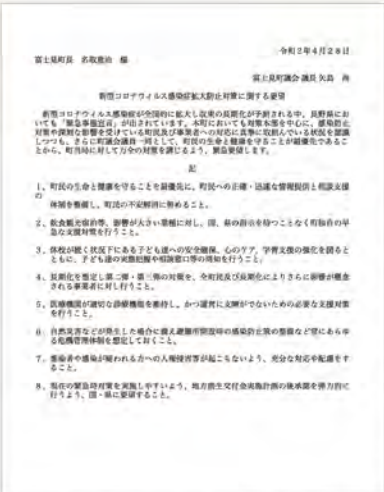 令和2年4月28日
富士見町長 名取重治 様
富士見町議会 議長 矢島 尚
新型コロナウイルス感染症拡大防止対策に関する要望
新型コロナウイルス感染症が全国的に拡大し収束の長期化が予測される中、長野県にお
いても「緊急事態宣言」が出されています。本町においても対策本部を中心に、感染防止
対策や深刻な影響を受けている町民及び事業者への対応に真摯に取組んでいる状況を認識
しつつも、さらに町議会議員一同として、町民の生命と健康を守ることが最優先であるこ
とから、町当局に対して万全の対策を講じるよう、緊急要望します。
記
1、町民の生命と健康を守ることを最優先に、町民への正確・迅速な情報提供と相談支援
の
体制を整備し、町民の不安解消に努めること。
2、飲食観光宿泊等、影響が大きい業種に対し、国、県の指示を待つことなく町独自の早
急な支援対策を行うこと。
3、休校が続く状況下にある子ども達への安全確保、心のケア、学習支援の強化を図ると
ともに、子ども達の実態把握や相談窓口等の周知を行うこと。
4、長期化を想定し第二弾・第三弾の対策を、全町民及び長期化によりさらに影響が懸念
される事業者に対し行うこと。
5、医療機関が適切な診療機能を維持し、かつ運営に支障がでないための必要な支援対策
を行うこと。
6、自然災害などが発生した場合に備え避難所開設時の感染防止策の整備など常にあらゆ
る危機管理体制を想定しておくこと。
7、感染者や感染が疑われる方への人権侵害等が起こらないよう、充分な対応や配慮をす
ること。
8、現在の緊急時対策を実施しやすいよう、地方創生交付金実施計画の後承認を弾力的に
行うよう、国・県に要望すること。